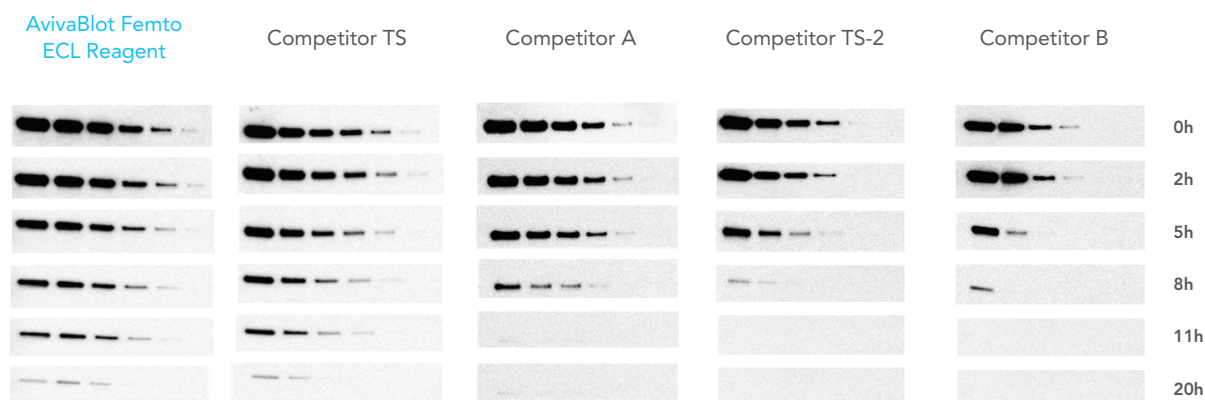 AvivaBlot Femto
ECL Reagent
Competitor TS
Competitor A
Competitor TS-2
Competitor B
0h
2h
5h
8h
11h
20h